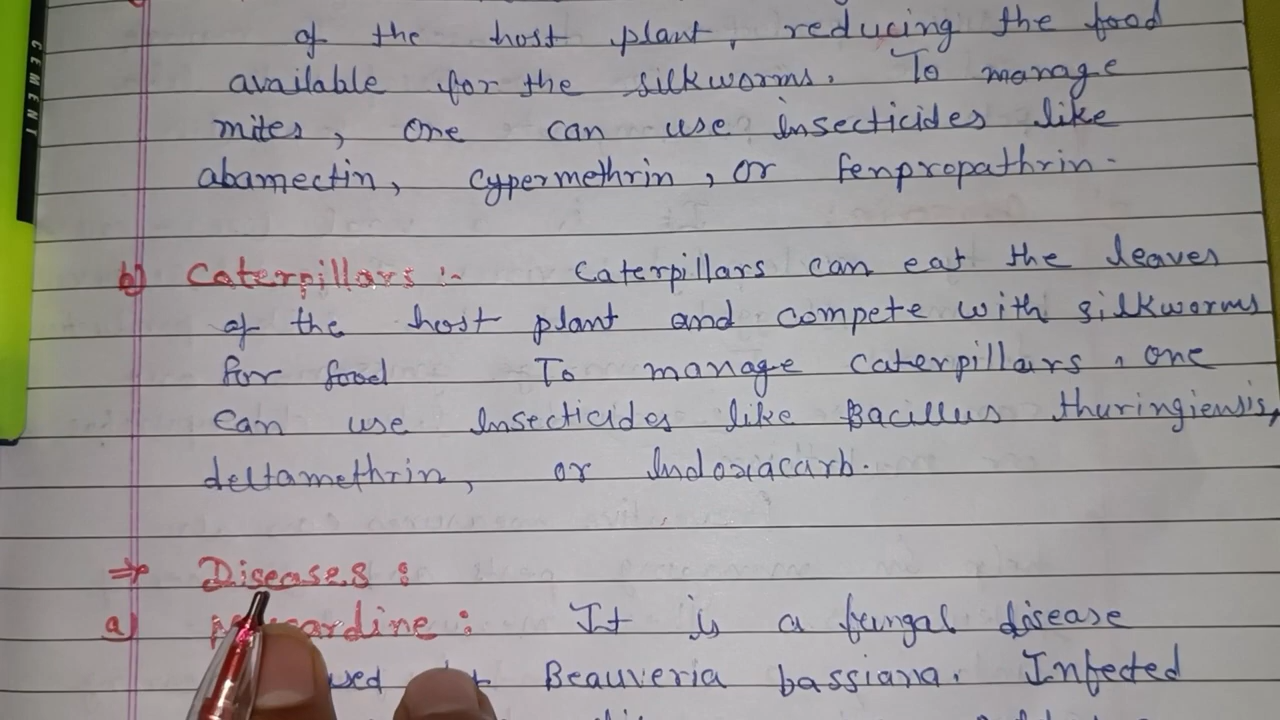 CEMENT
of the host plant, reducing the food
available for the silkworms. To manage
mites, one can use insecticides like
abamectin, cypermethrin, or fenpropathrin.
b) Caterpillars :- Caterpillars can eat the leaves
of the host plant and compete with silkworms
for food To manage caterpillars, one
can use insecticides like Bacillus thuringiensis,
deltamethrin, or Indoxacarb.
⇒ Diseases :
a) : It is a fungal disease
Beauveria bassiana. Infected